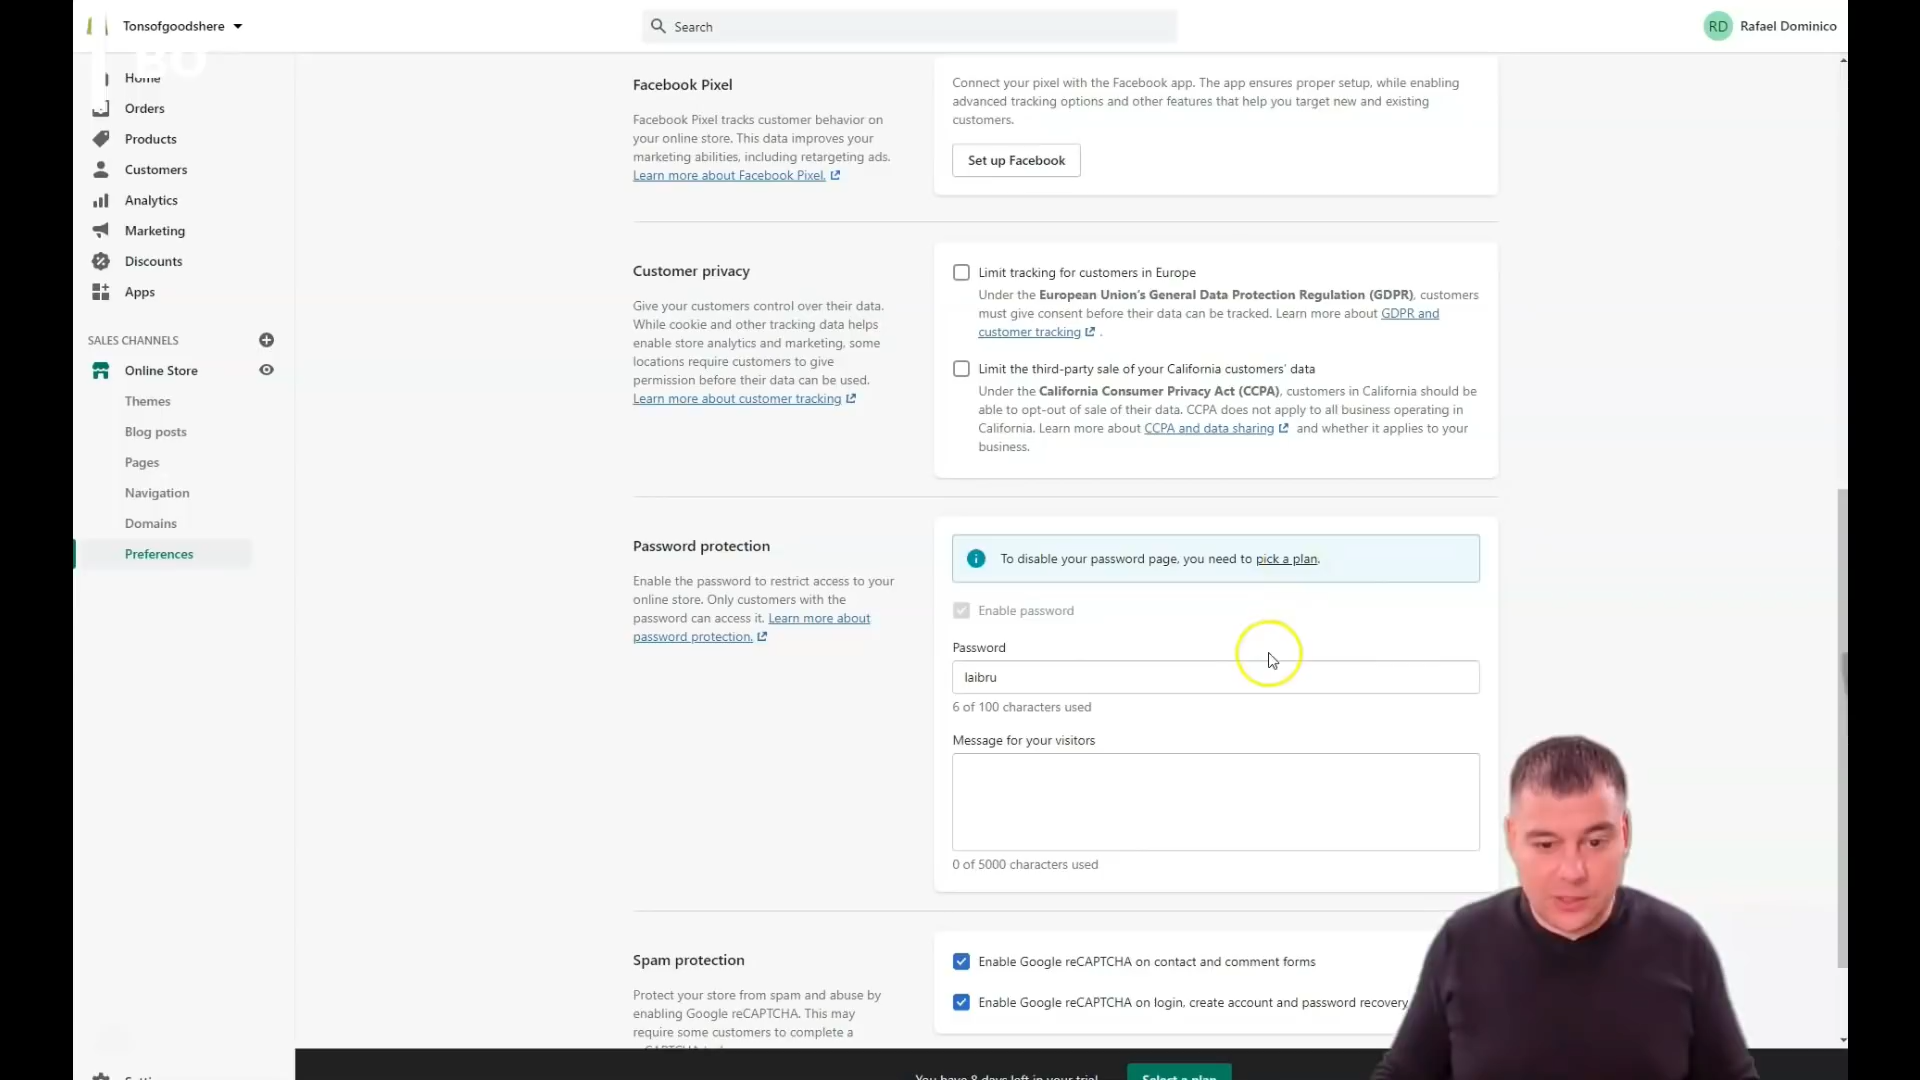 Tonsofgoodshere
Search
RD
Rafael Dominico
Home
Orders
Products
Customers
Analytics
Marketing
Discounts
Apps
SALES CHANNELS
Online Store
Themes
Blog posts
Pages
Navigation
Domains
Preferences
Facebook Pixel
Facebook Pixel tracks customer behavior on
your online store. This data improves your
marketing abilities, including retargeting ads.
Learn more about Facebook Pixel.
Connect your pixel with the Facebook app. The app ensures proper setup, while enabling
advanced tracking options and other features that help you target new and existing
customers.
Set up Facebook
Customer privacy
Give your customers control over their data.
While cookie and other tracking data helps
enable store analytics and marketing, some
locations require customers to give
permission before their data can be used.
Learn more about customer tracking
Limit tracking for customers in Europe
Under the European Union's General Data Protection Regulation (GDPR), customers
must give consent before their data can be tracked. Learn more about GDPR and
customer tracking .
Limit the third-party sale of your California customers' data
Under the California Consumer Privacy Act (CCPA), customers in California should be
able to opt-out of sale of their data. CCPA does not apply to all business operating in
California. Learn more about CCPA and data sharing and whether it applies to your
business.
Password protection
Enable the password to restrict access to your
online store. Only customers with the
password can access it. Learn more about
password protection.
To disable your password page, you need to pick a plan.
Enable password
Password
laibru
6 of 100 characters used
Message for your visitors
0 of 5000 characters used
Spam protection
Protect your store from spam and abuse by
enabling Google reCAPTCHA. This may
require some customers to complete a
Enable Google reCAPTCHA on contact and comment forms
Enable Google reCAPTCHA on login, create account and password recovery
You have 8 days left in your trial
Select a plan